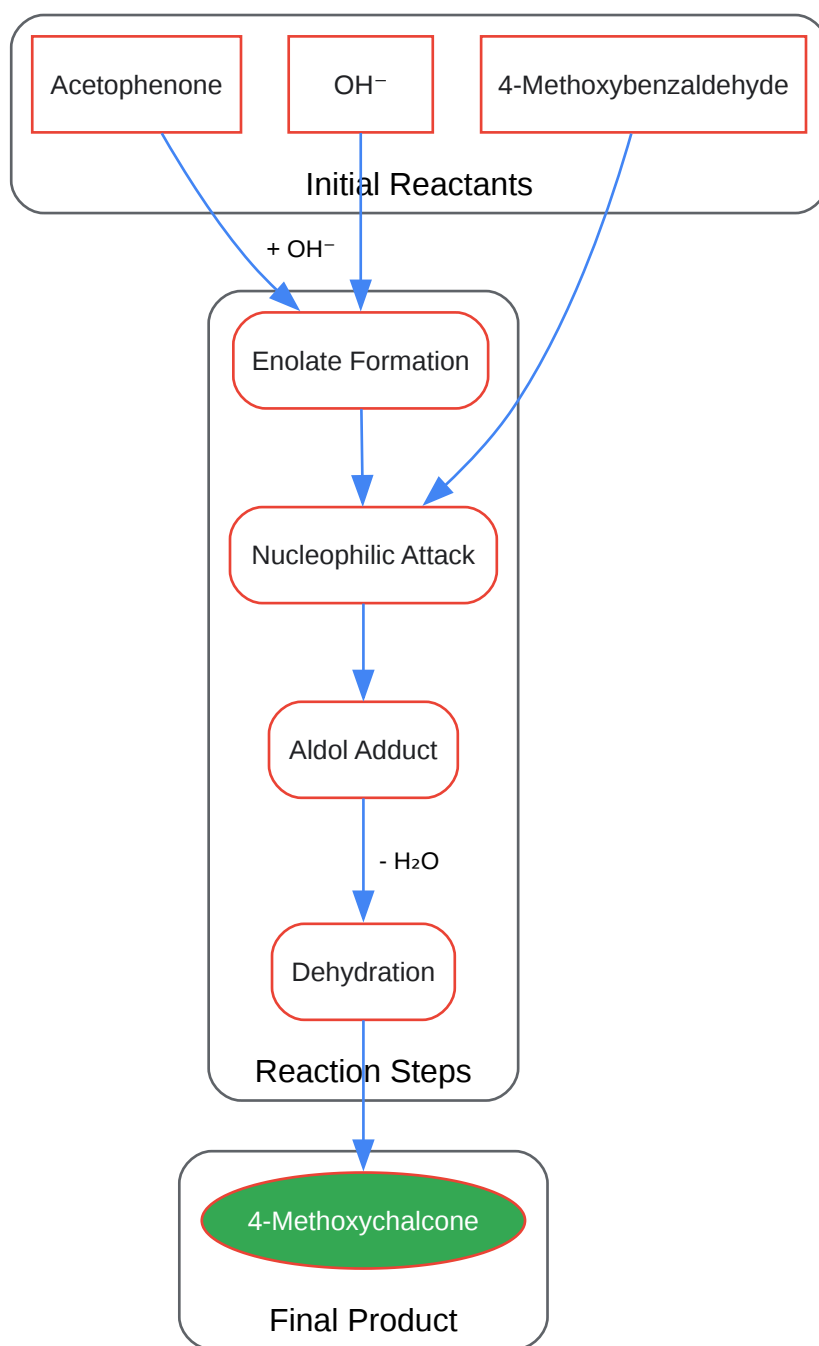 Acetophenone
OH⁻
4-Methoxybenzaldehyde
Initial Reactants
+ OH⁻
Enolate Formation
Nucleophilic Attack
Aldol Adduct
- H₂O
Dehydration
Reaction Steps
4-Methoxychalcone
Final Product